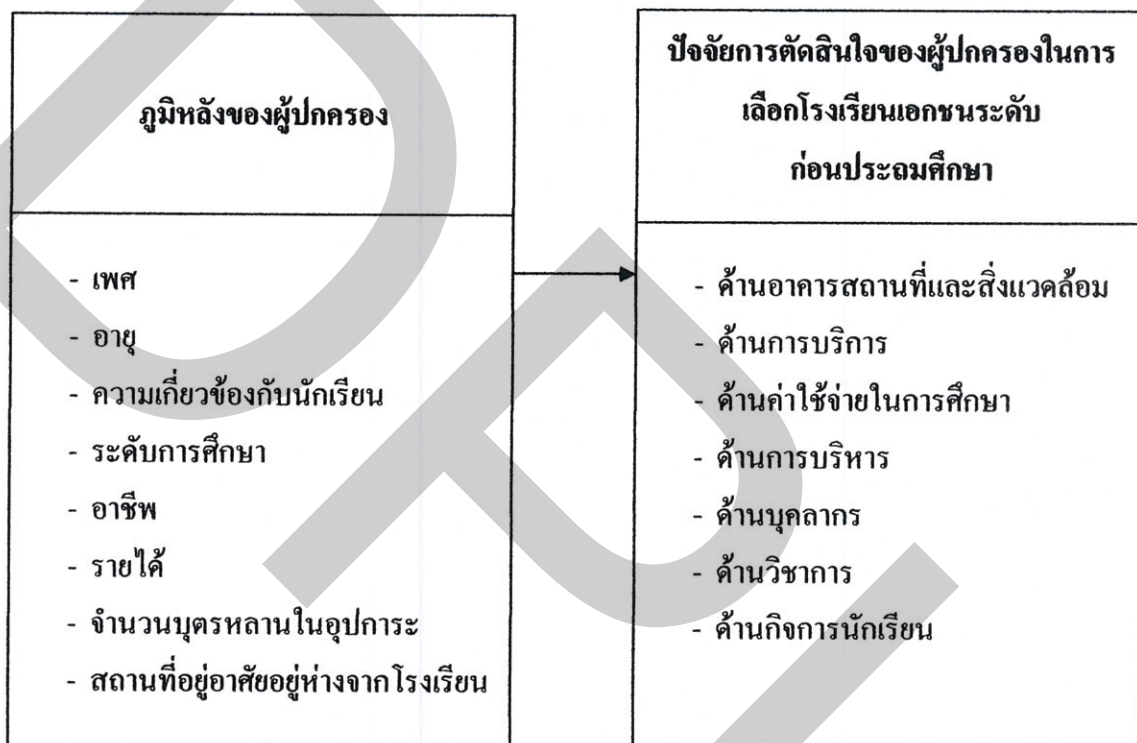 ภูมิหลังของผู้ปกครอง
- เพศ
- อายุ
- ความเกี่ยวข้องกับนักเรียน
- ระดับการศึกษา
- อาชีพ
- รายได้
- จำนวนบุตรหลานในอุปการะ
- สถานที่อยู่อาศัยอยู่ห่างจากโรงเรียน
ปัจจัยการตัดสินใจของผู้ปกครองในการ
เลือกโรงเรียนเอกชนระดับ
ก่อนประถมศึกษา
- ด้านอาคารสถานที่และสิ่งแวดล้อม
- ด้านการบริการ
- ด้านค่าใช้จ่ายในการศึกษา
- ด้านการบริหาร
- ด้านบุคลากร
- ด้านวิชาการ
- ด้านกิจการนักเรียน